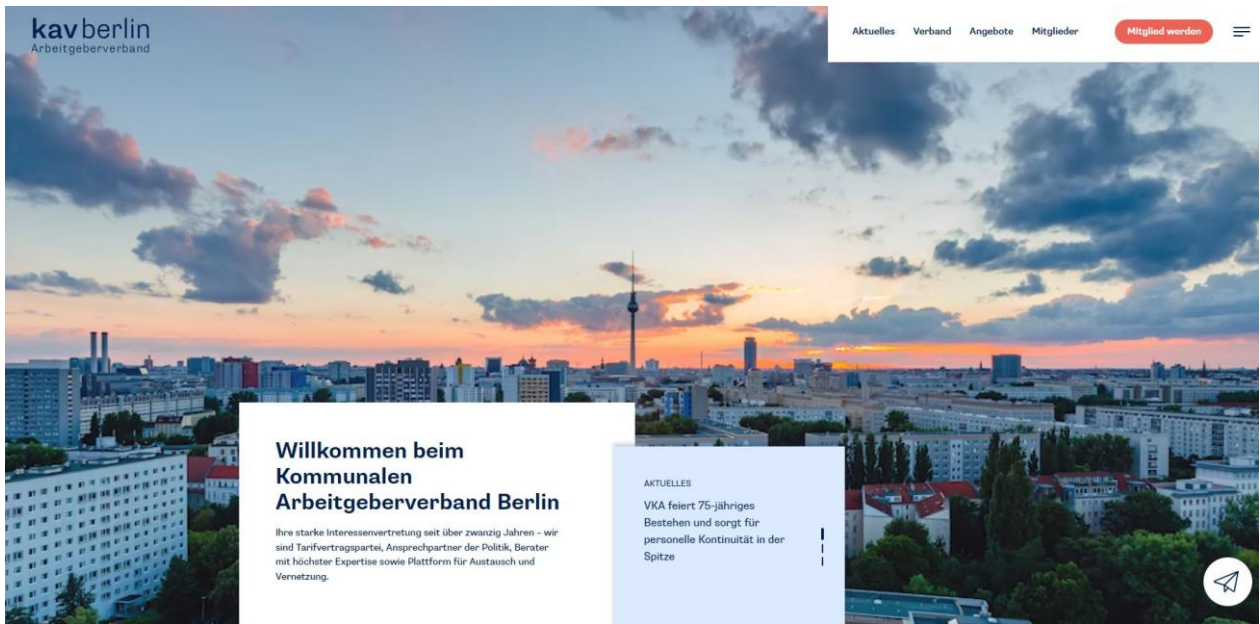 kavberlin
Arbeitgeberverband
Aktuelles Verband Angebote Mitglieder Mitglied werden
Willkommen beim
Kommunalen
Arbeitgeberverband Berlin
Ihre starke Interessenvertretung seit über zwanzig Jahren – wir
sind Tarifvertragspartei, Ansprechpartner der Politik, Berater
mit höchster Expertise sowie Plattform für Austausch und
Vernetzung.
AKTUELLES
VKA feiert 75-jähriges
Bestehen und sorgt für
personelle Kontinuität in der
Spitze